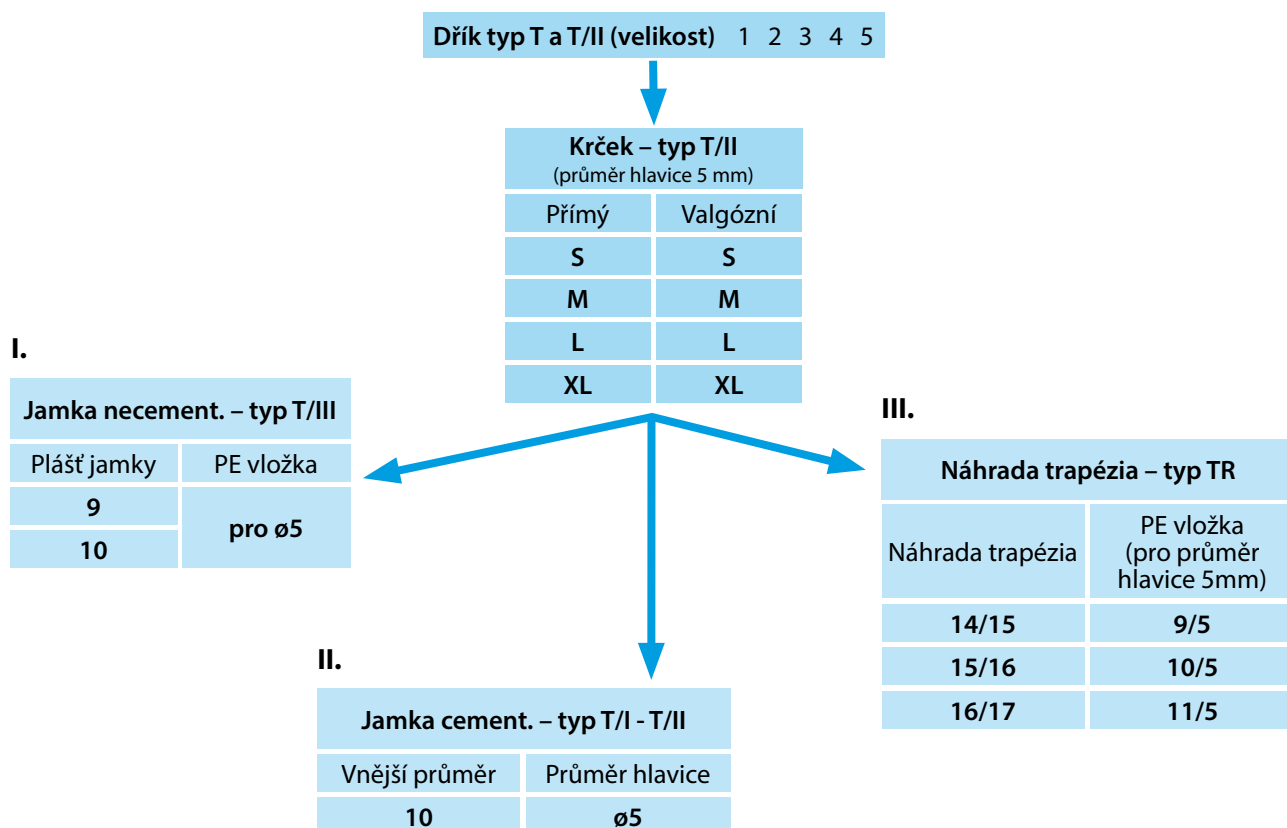 Dřík typ T a T/II (velikost) 1 2 3 4 5
Krček – typ T/II
(průměr hlavice 5 mm)
Přímý Valgózní
S S
M M
L L
XL XL
I.
Jamka necement. – typ T/III
Plášť jamky PE vložka
9
pro ø5
10
II.
Jamka cement. – typ T/I - T/II
Vnější průměr Průměr hlavice
10 ø5
III.
Náhrada trapézia – typ TR
Náhrada trapézia
PE vložka
(pro průměr
hlavice 5mm)
14/15 9/5
15/16 10/5
16/17 11/5